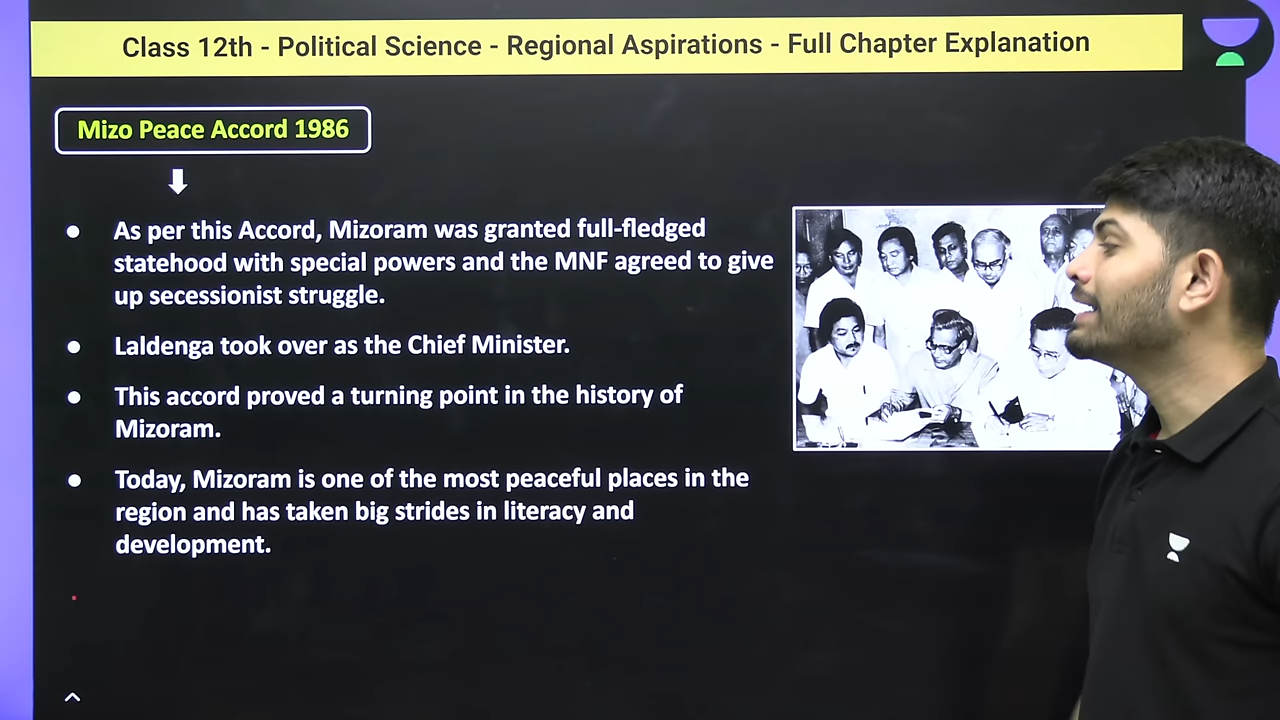 Class 12th - Political Science - Regional Aspirations - Full Chapter Explanation
Mizo Peace Accord 1986
As per this Accord, Mizoram was granted full-fledged
statehood with special powers and the MNF agreed to give
up secessionist struggle.
Laldenga took over as the Chief Minister.
This accord proved a turning point in the history of
Mizoram.
Today, Mizoram is one of the most peaceful places in the
region and has taken big strides in literacy and
development.